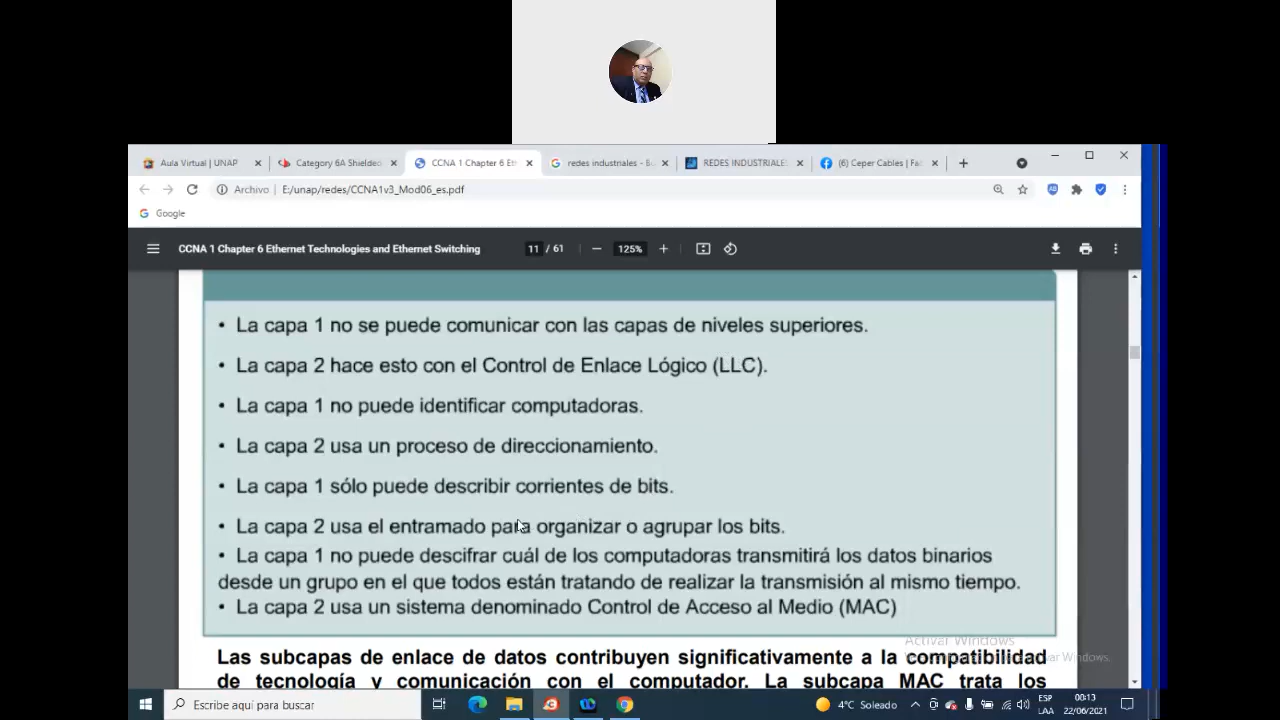 Aula Virtual | UNAP
Category 6A Shielded
CCNA 1 Chapter 6 Et
redes industriales - B
REDES INDUSTRIALE
(6) Ceper Cables | Fa
Archivo
E:/unap/redes/CCNA1v3_Mod06_es.pdf
Google
CCNA 1 Chapter 6 Ethernet Technologies and Ethernet Switching
11 / 61
125%
• La capa 1 no se puede comunicar con las capas de niveles superiores.
• La capa 2 hace esto con el Control de Enlace Lógico (LLC).
• La capa 1 no puede identificar computadoras.
• La capa 2 usa un proceso de direccionamiento.
• La capa 1 sólo puede describir corrientes de bits.
• La capa 2 usa el entramado para organizar o agrupar los bits.
• La capa 1 no puede descifrar cuál de los computadoras transmitirá los datos binarios
desde un grupo en el que todos están tratando de realizar la transmisión al mismo tiempo.
• La capa 2 usa un sistema denominado Control de Acceso al Medio (MAC)
Activar Windows
Windows.
Las subcapas de enlace de datos contribuyen significativamente a la compatibilidad
de tecnología y comunicación con el computador. La subcapa MAC trata los
Escribe aquí para buscar
4°C Soleado
ESP
LAA
00:13
22/06/2021